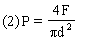 (2) P = 4F / πd²